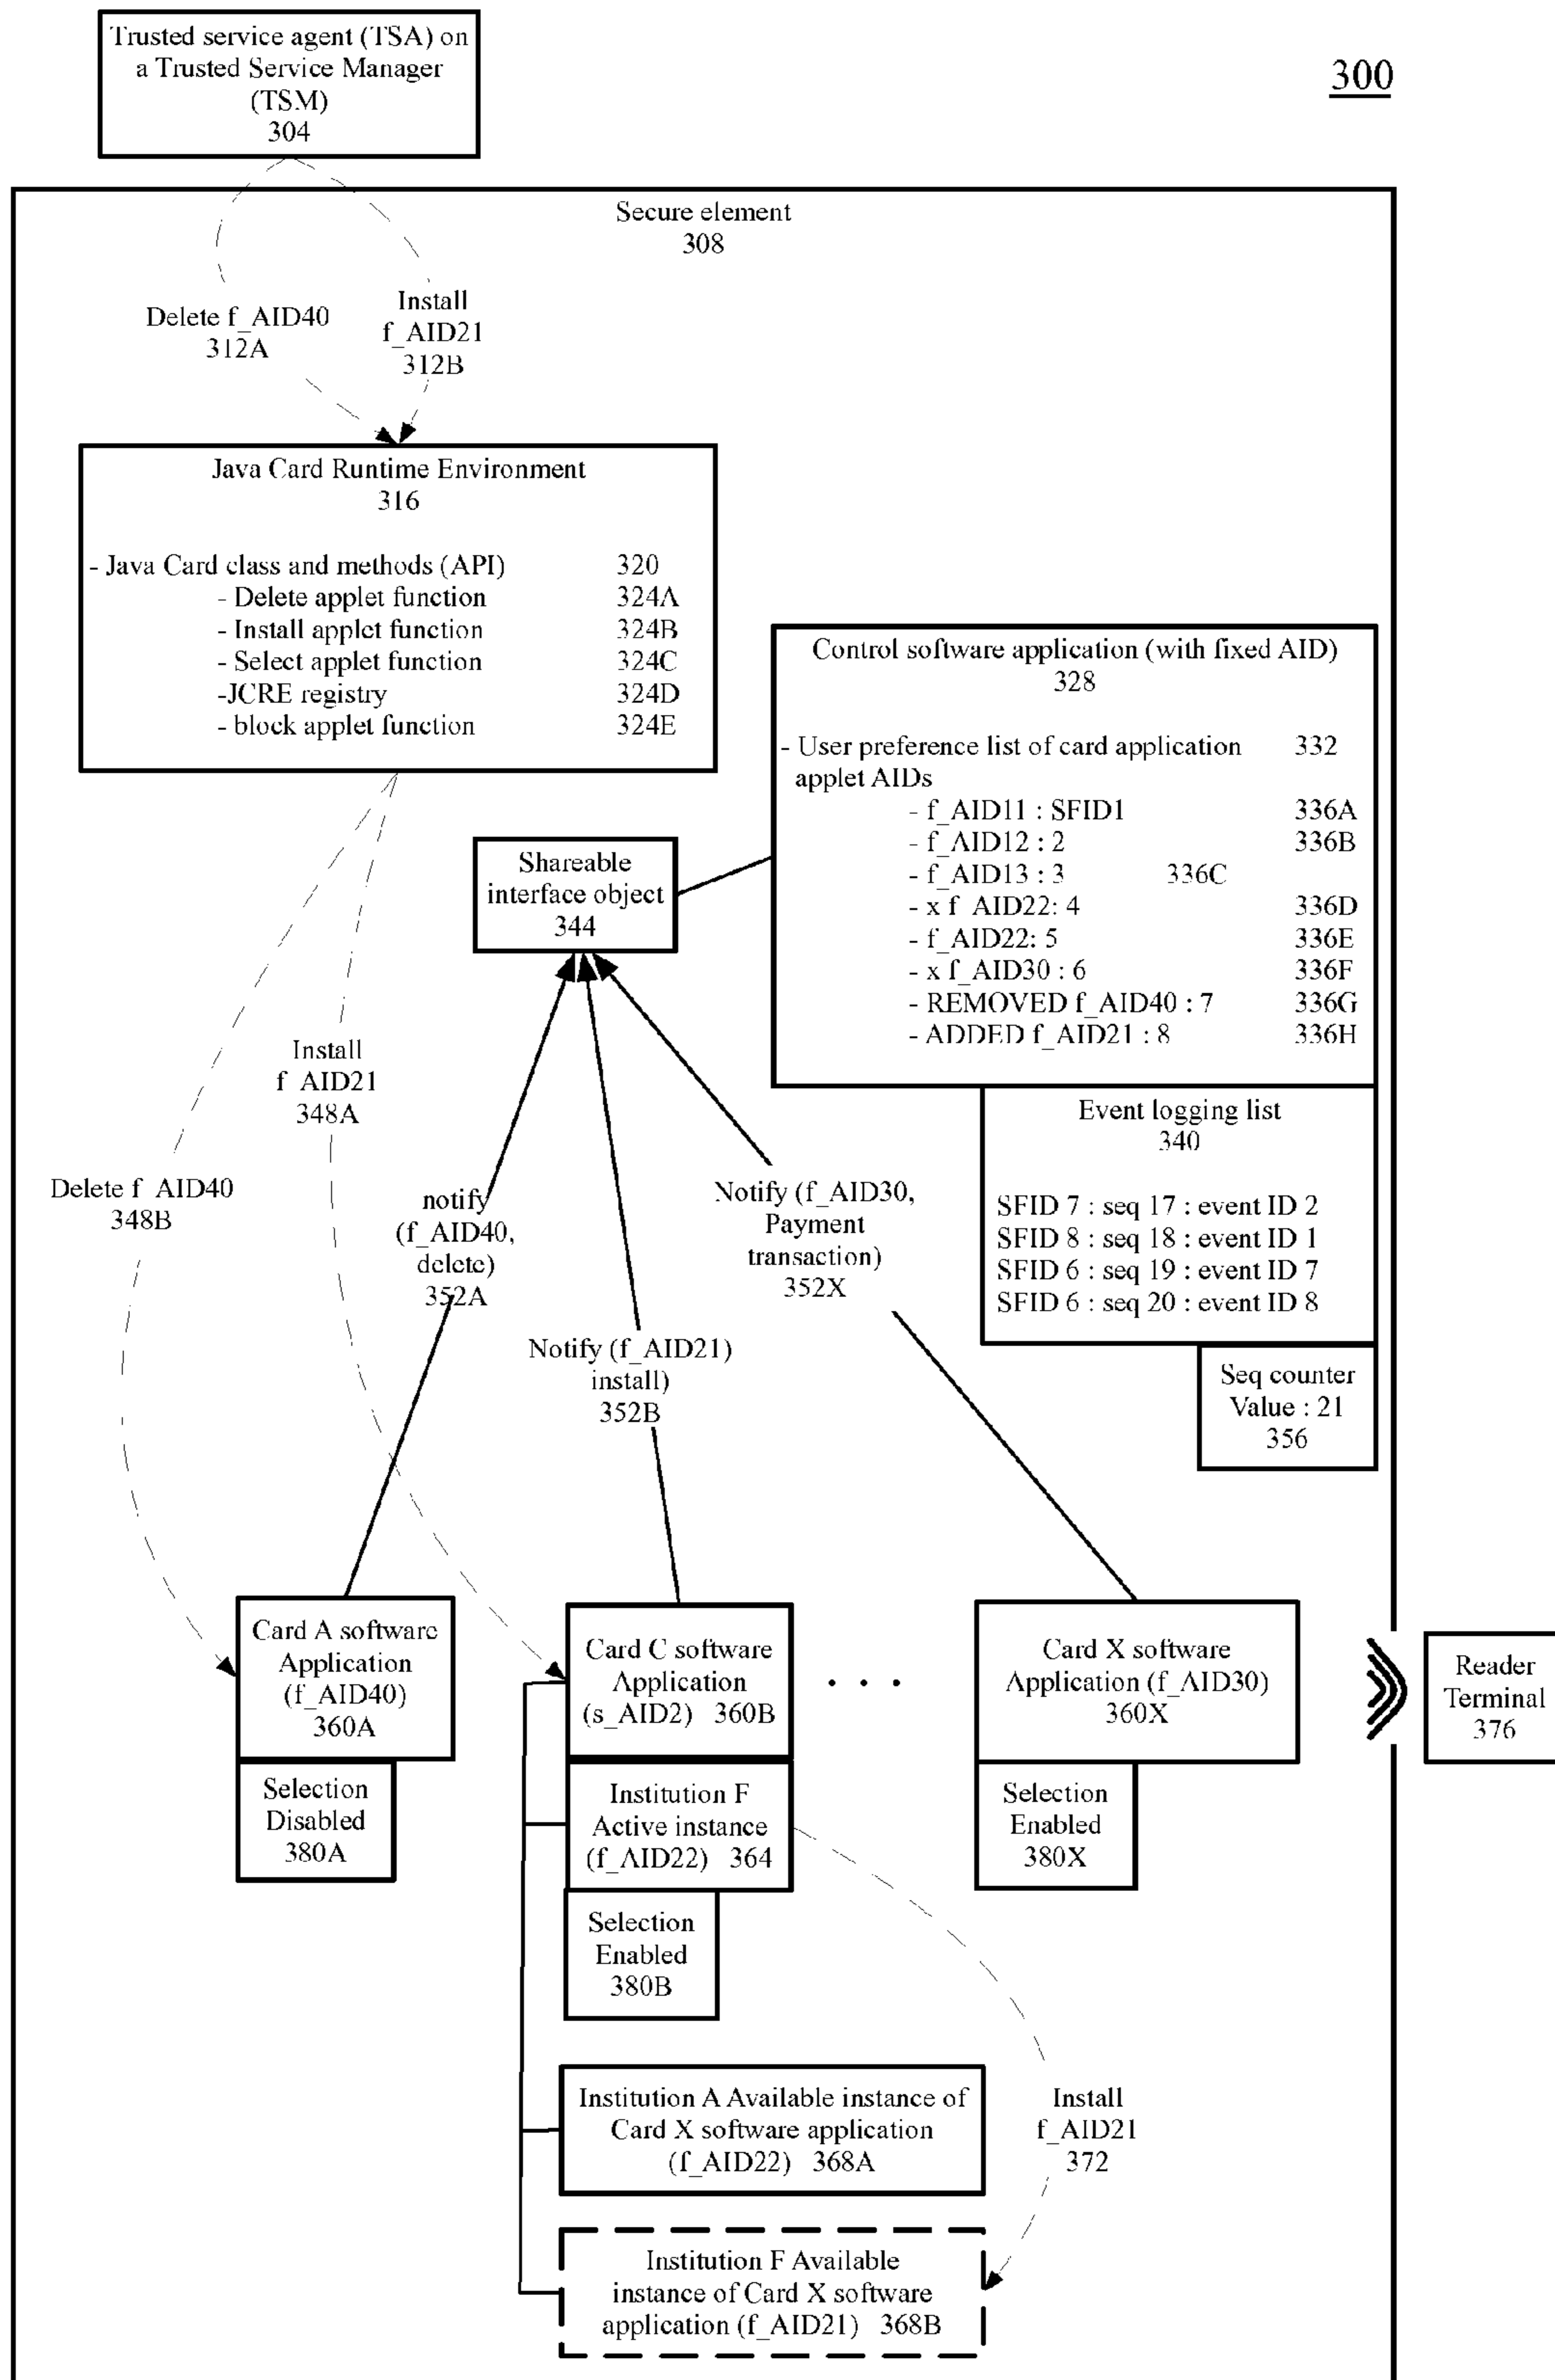 Trusted service agent (TSA) on
a Trusted Service Manager
(TSM)
304
300
Secure element
308
Delete f_AID40
312A
Install
f_AID21
312B
Java Card Runtime Environment
316
- Java Card class and methods (API) 320
- Delete applet function 324A
- Install applet function 324B
- Select applet function 324C
-JCRE registry 324D
- block applet function 324E
Control software application (with fixed AID)
328
- User preference list of card application 332
applet AIDs
- f_AID11 : SFID1 336A
- f_AID12 : 2 336B
- f_AID13 : 3 336C
- x f_AID22: 4 336D
- f_AID22: 5 336E
- x f_AID30 : 6 336F
- REMOVED f_AID40 : 7 336G
- ADDED f_AID21 : 8 336H
Shareable
interface object
344
Install
f_AID21
348A
Delete f_AID40
348B
notify
(f_AID40,
delete)
352A
Notify (f_AID30,
Payment
transaction)
352X
Notify (f_AID21)
install)
352B
Event logging list
340
SFID 7 : seq 17 : event ID 2
SFID 8 : seq 18 : event ID 1
SFID 6 : seq 19 : event ID 7
SFID 6 : seq 20 : event ID 8
Seq counter
Value : 21
356
Card A software
Application
(f_AID40)
360A
Selection
Disabled
380A
Card C software
Application
(s_AID2) 360B
Institution F
Active instance
(f_AID22) 364
Selection
Enabled
380B
. . .
Card X software
Application (f_AID30)
360X
Selection
Enabled
380X
Reader
Terminal
376
Institution A Available instance of
Card X software application
(f_AID22) 368A
Install
f_AID21
372
Institution F Available
instance of Card X software
application (f_AID21) 368B